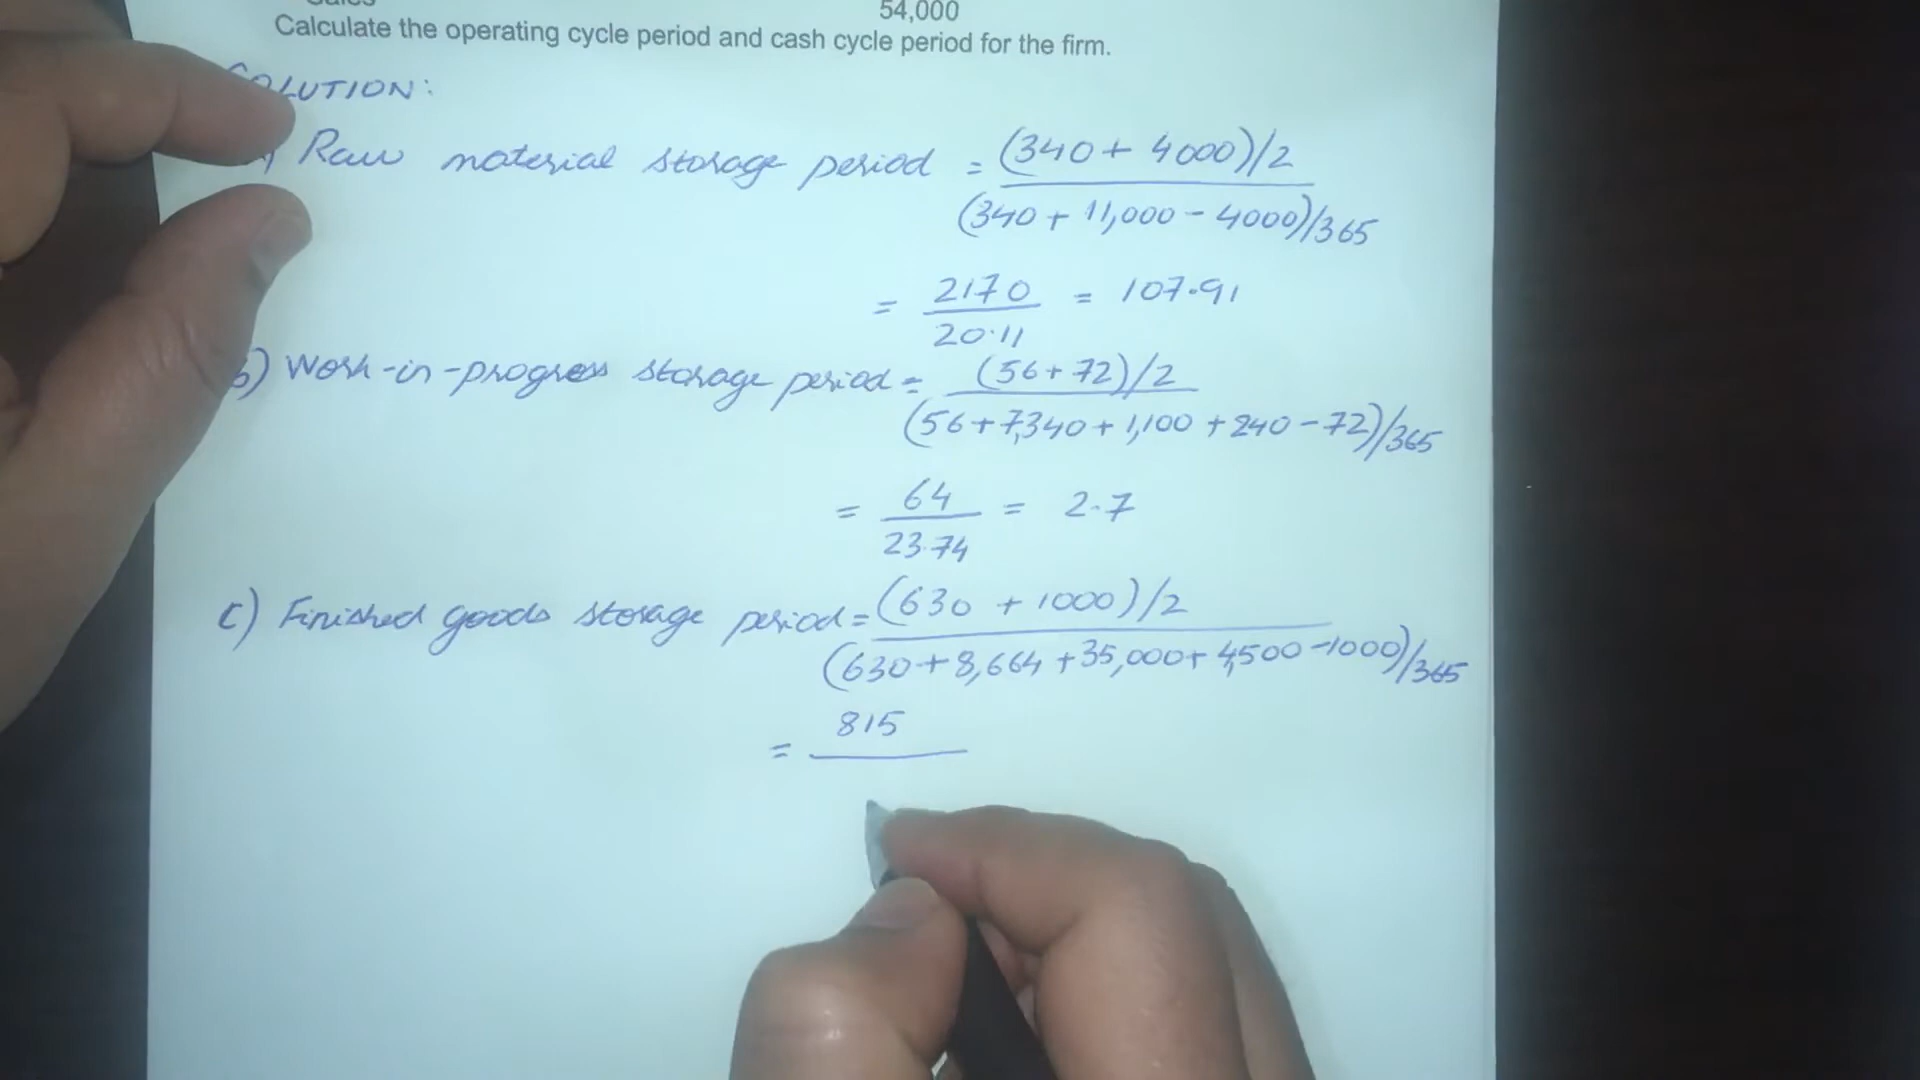 54,000
Calculate the operating cycle period and cash cycle period for the firm.
SOLUTION:
Raw material storage period = (340 + 4000)/2
(340 + 11,000 - 4000)/365
= 2170 = 107.91
20.11
b) Work-in-progress storage period = (56 + 72)/2
(56 + 7,340 + 1,100 + 240 - 72)/365
= 64 = 2.7
23.74
c) Finished goods storage period = (630 + 1000)/2
(630 + 8,664 + 35,000 + 4,500 - 1000)/365
= 815